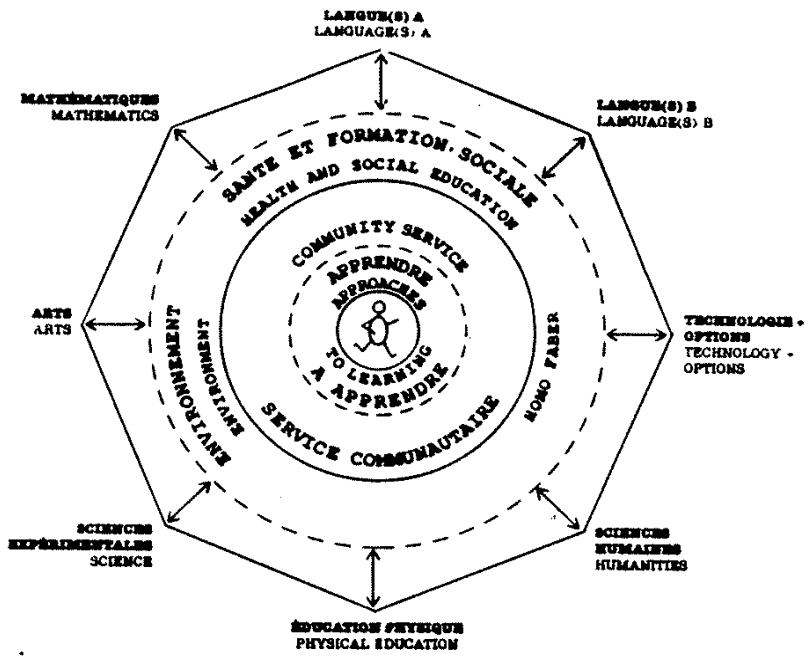 LANGUE(S) A
LANGUAGE(S) A
MATHÉMATIQUES
MATHEMATICS
LANGUE(S) B
LANGUAGE(S) B
SANTE ET FORMATION SOCIALE
HEALTH AND SOCIAL EDUCATION
COMMUNITY SERVICE
APPRENDRE
APPROACHES
ARTS
ARTS
ENVIRONNEMENT
ENVIRONMENT
HOMO FABER
TECHNOLOGIE +
OPTIONS
TECHNOLOGY +
OPTIONS
TO LEARNING
A APPRENDRE
SERVICE COMMUNAUTAIRE
SCIENCES
EXPÉRIMENTALES
SCIENCE
SCIENCES
HUMAINES
HUMANITIES
ÉDUCATION PHYSIQUE
PHYSICAL EDUCATION